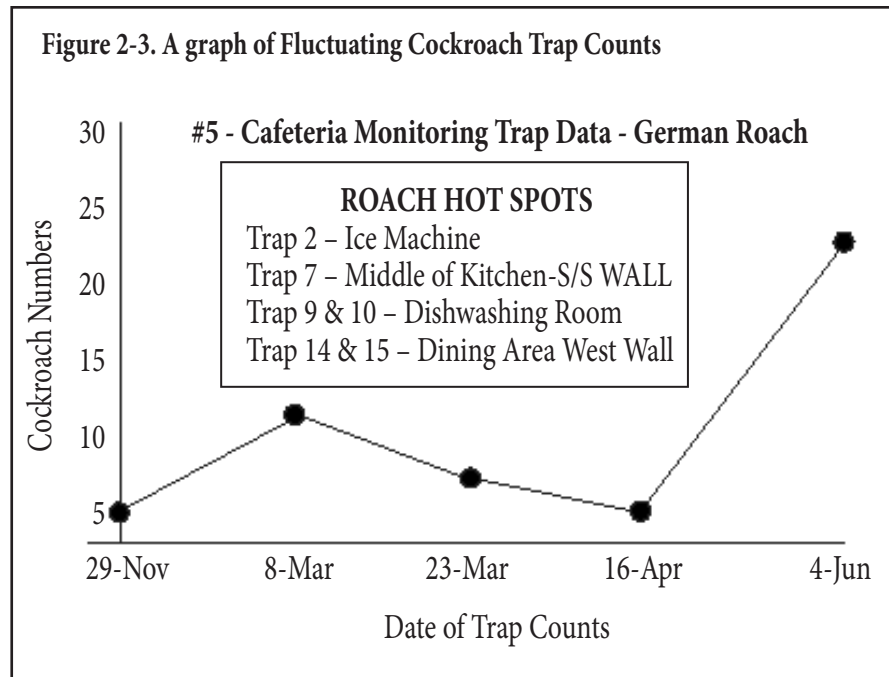 Figure 2-3. A graph of Fluctuating Cockroach Trap Counts
#5 - Cafeteria Monitoring Trap Data - German Roach
ROACH HOT SPOTS
Trap 2 – Ice Machine
Trap 7 – Middle of Kitchen-S/S WALL
Trap 9 & 10 – Dishwashing Room
Trap 14 & 15 – Dining Area West Wall
Cockroach Numbers
30
25
20
15
10
5
29-Nov 8-Mar 23-Mar 16-Apr 4-Jun
Date of Trap Counts